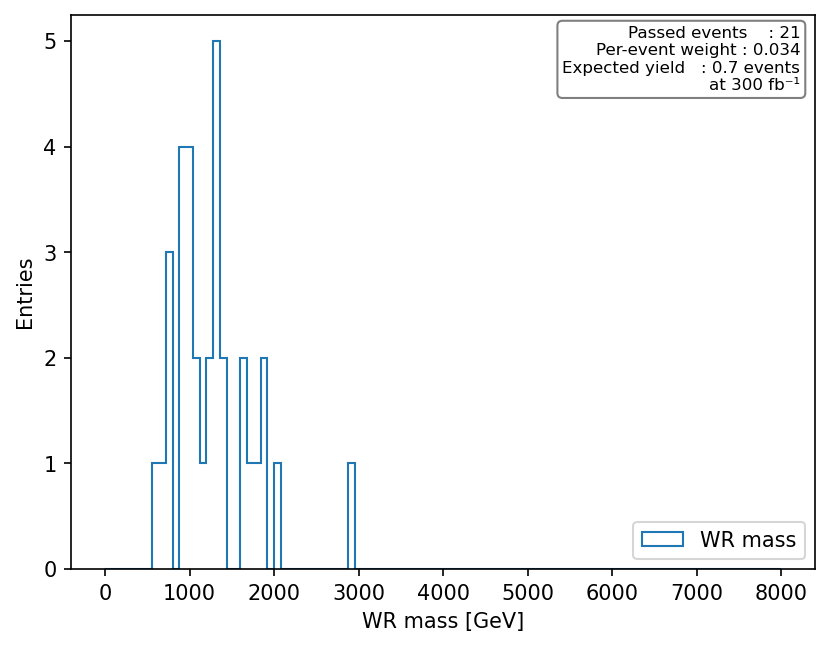 Passed events : 21
Per-event weight : 0.034
Expected yield : 0.7 events
at 300 fb⁻¹
5
4
3
2
1
0
Entries
0 1000 2000 3000 4000 5000 6000 7000 8000
WR mass [GeV]
WR mass